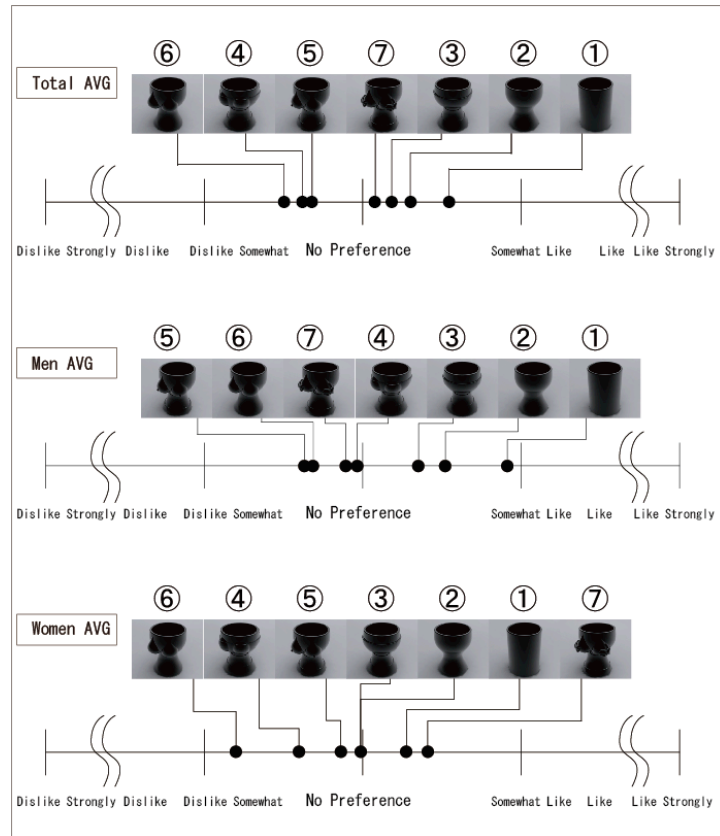 ⑥ ④ ⑤ ⑦ ③ ② ①
Total AVG
Dislike Strongly Dislike Dislike Somewhat No Preference Somewhat Like Like Like Strongly
⑤ ⑥ ⑦ ④ ③ ② ①
Men AVG
Dislike Strongly Dislike Dislike Somewhat No Preference Somewhat Like Like Like Strongly
⑥ ④ ⑤ ③ ② ① ⑦
Women AVG
Dislike Strongly Dislike Dislike Somewhat No Preference Somewhat Like Like Like Strongly